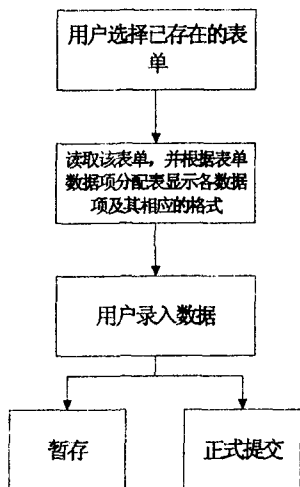 用户选择已存在的表
单
读取该表单，并根据表单
数据项分配表显示各数据
项及其相应的格式
用户录入数据
暂存
正式提交